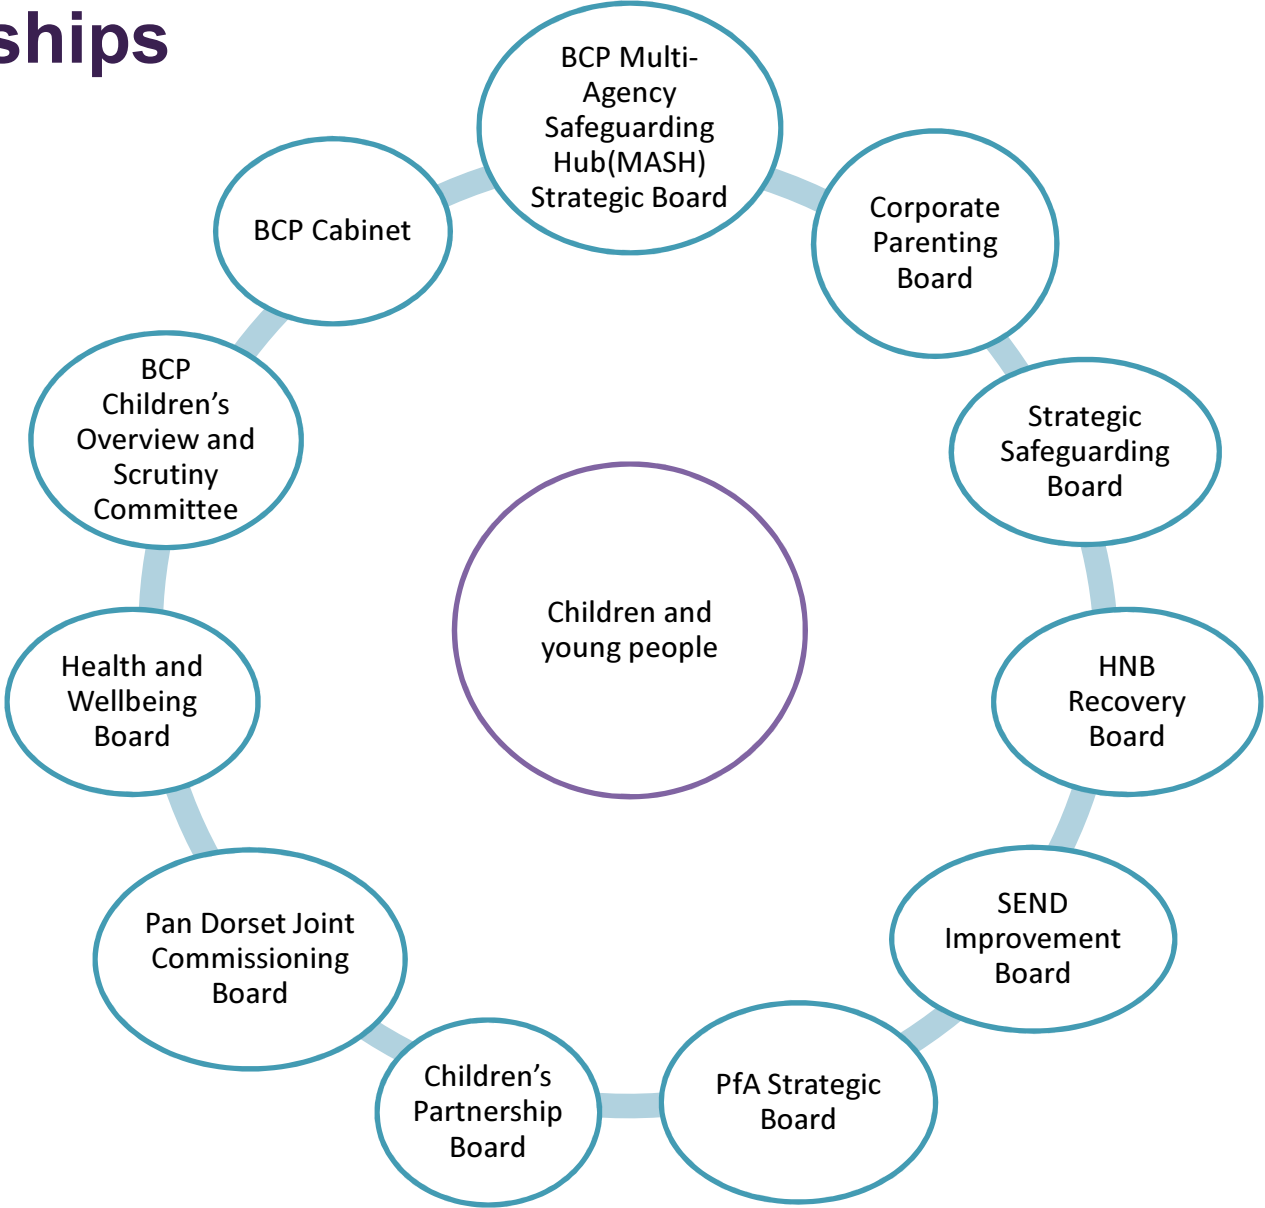 ships
BCP Multi-
Agency
Safeguarding
Hub(MASH)
Strategic Board
Corporate
Parenting
Board
Strategic
Safeguarding
Board
HNB
Recovery
Board
SEND
Improvement
Board
PfA Strategic
Board
Children’s
Partnership
Board
Pan Dorset Joint
Commissioning
Board
Health and
Wellbeing
Board
BCP
Children’s
Overview and
Scrutiny
Committee
BCP Cabinet
Children and
young people